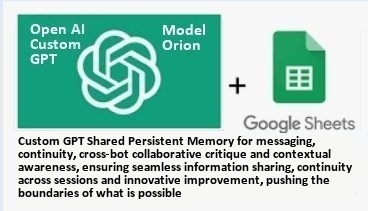 Open AI Custom GPT
Model Orion
+
Google Sheets
Custom GPT Shared Persistent Memory for messaging,
continuity, cross-bot collaborative critique and contextual
awareness, ensuring seamless information sharing, continuity
across sessions and innovative improvement, pushing the
boundaries of what is possible